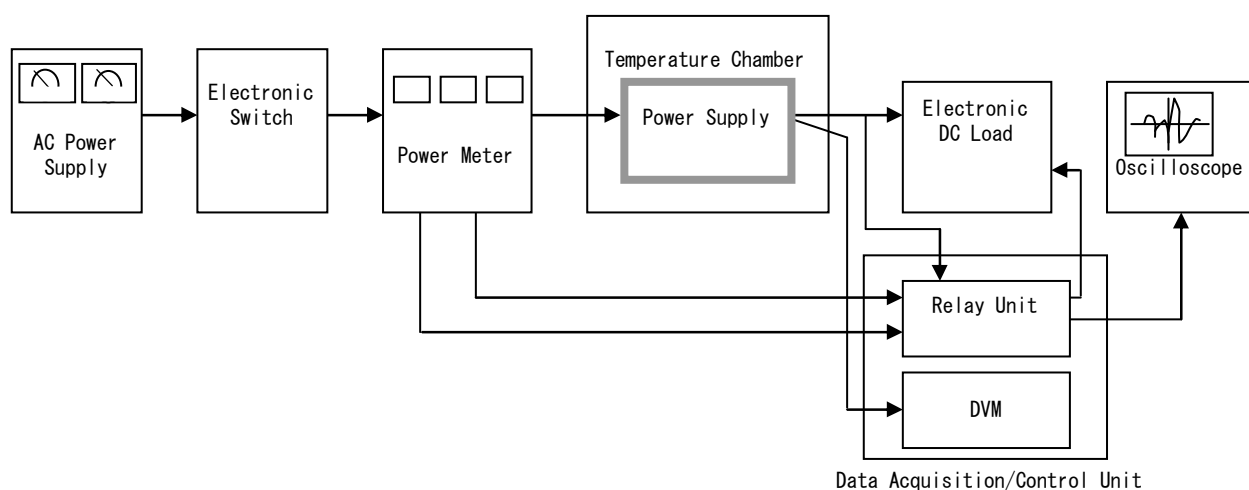 AC Power
Supply
Electronic
Switch
Power Meter
Temperature Chamber
Power Supply
Electronic
DC Load
Oscilloscope
Relay Unit
DVM
Data Acquisition/Control Unit